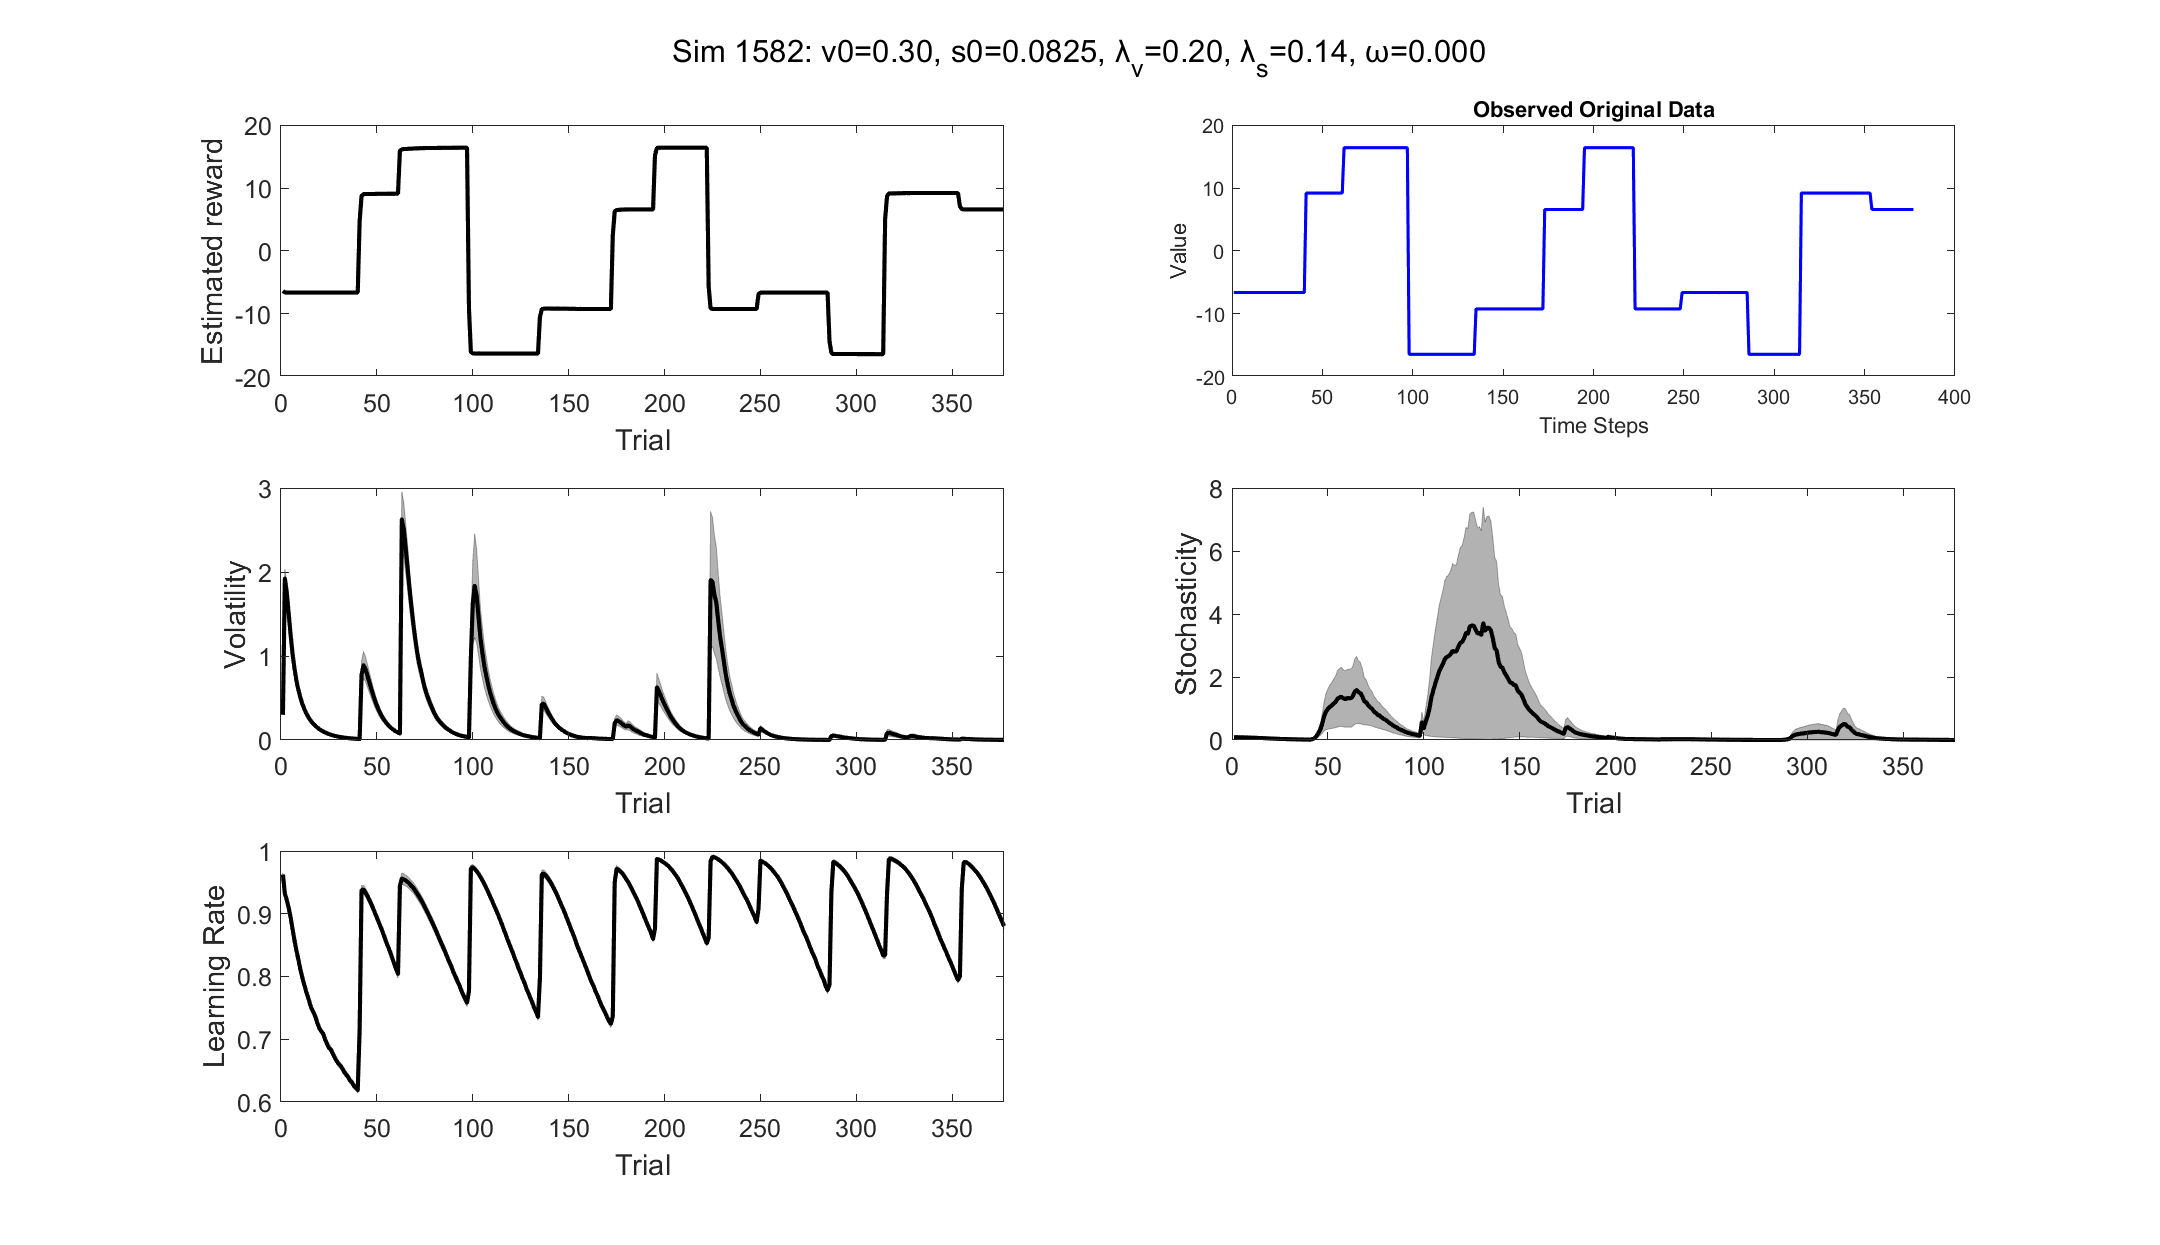 Sim 1582: v0=0.30, s0=0.0825, λv=0.20, λs=0.14, ω=0.000
Estimated reward
20
10
0
-10
-20
0 50 100 150 200 250 300 350
Trial
Observed Original Data
Value
20
10
0
-10
-20
0 50 100 150 200 250 300 350 400
Time Steps
Volatility
3
2
1
0
0 50 100 150 200 250 300 350
Trial
Stochasticity
8
6
4
2
0
0 50 100 150 200 250 300 350
Trial
Learning Rate
1
0.9
0.8
0.7
0.6
0 50 100 150 200 250 300 350
Trial